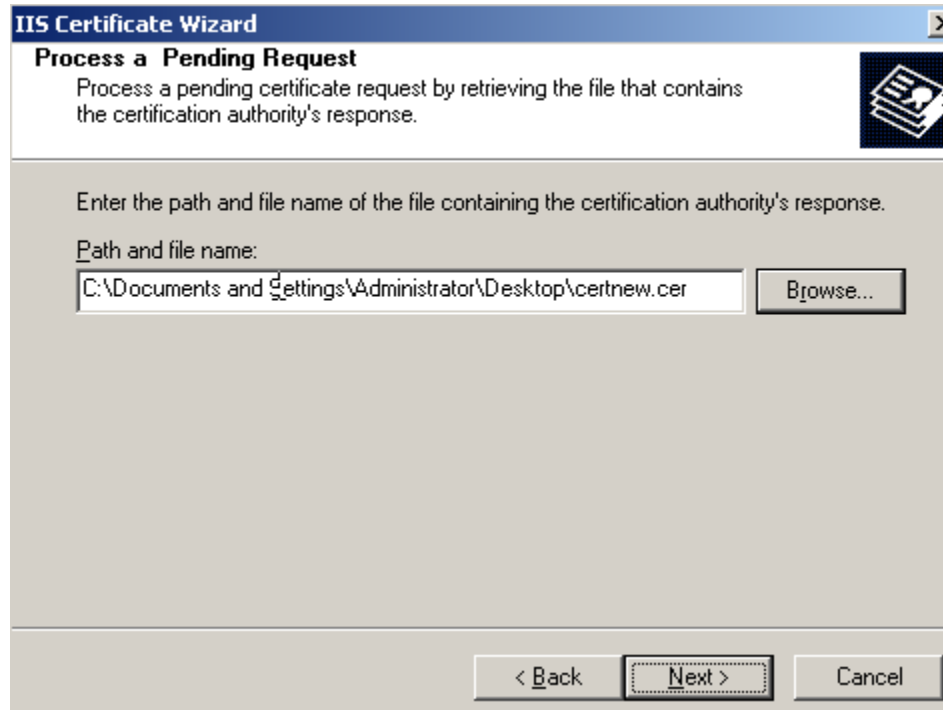 IIS Certificate Wizard
Process a  Pending Request
Process a pending certificate request by retrieving the file that contains
the certification authority's response.
Enter the path and file name of the file containing the certification authority's response.
Path and file name:
C:\Documents and Settings\Administrator\Desktop\certnew.cer
Browse...
< Back
Next >
Cancel